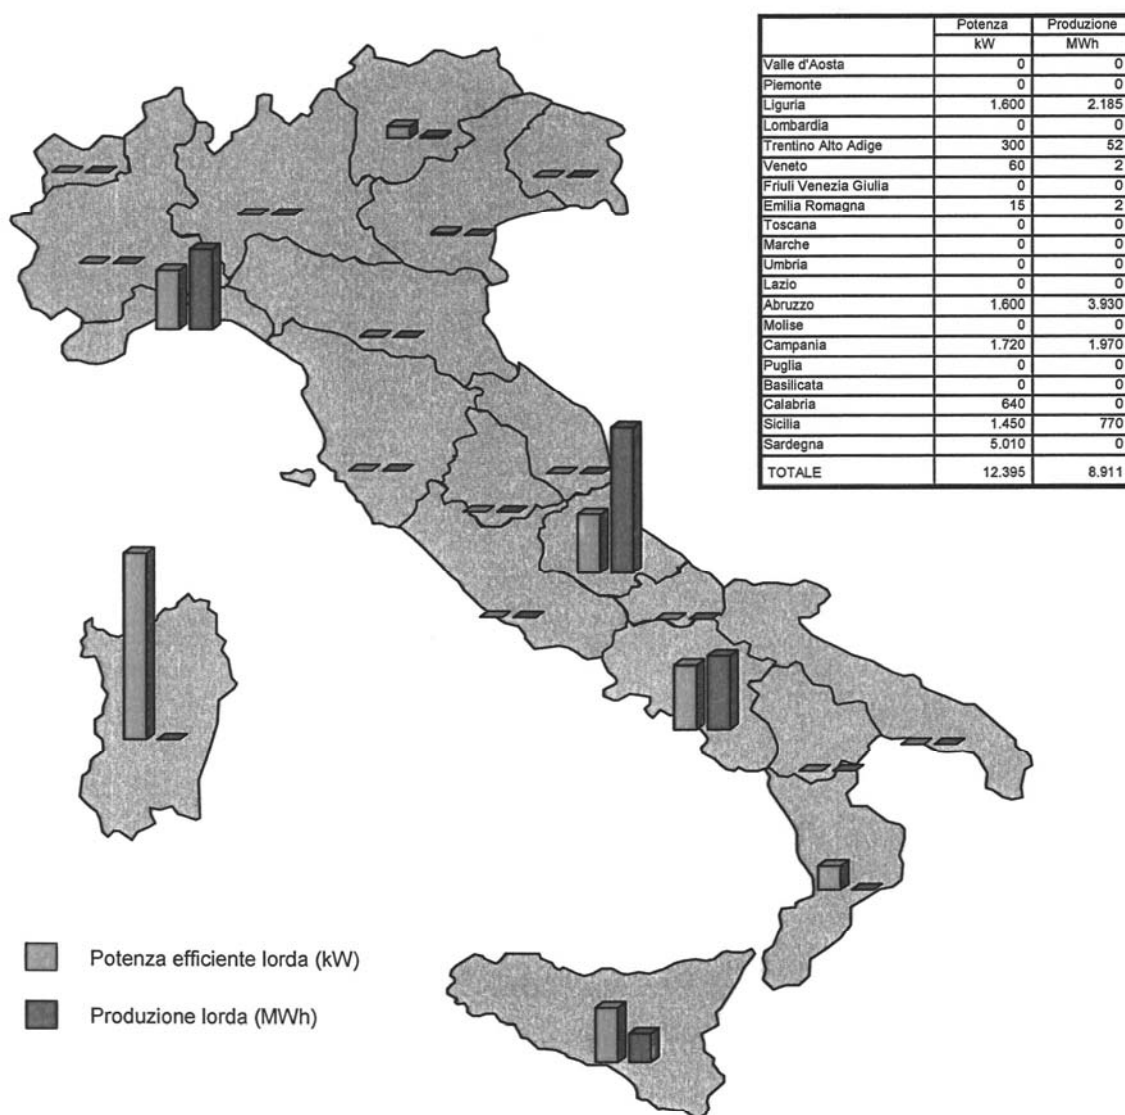 Potenza Produzione
kW MWh
Valle d'Aosta 0 0
Piemonte 0 0
Liguria 1.600 2.185
Lombardia 0 0
Trentino Alto Adige 300 52
Veneto 60 2
Friuli Venezia Giulia 0 0
Emilia Romagna 15 2
Toscana 0 0
Marche 0 0
Umbria 0 0
Lazio 0 0
Abruzzo 1.600 3.930
Molise 0 0
Campania 1.720 1.970
Puglia 0 0
Basilicata 0 0
Calabria 640 0
Sicilia 1.450 770
Sardegna 5.010 0
TOTALE 12.395 8.911
Potenza efficiente lorda (kW)
Produzione lorda (MWh)